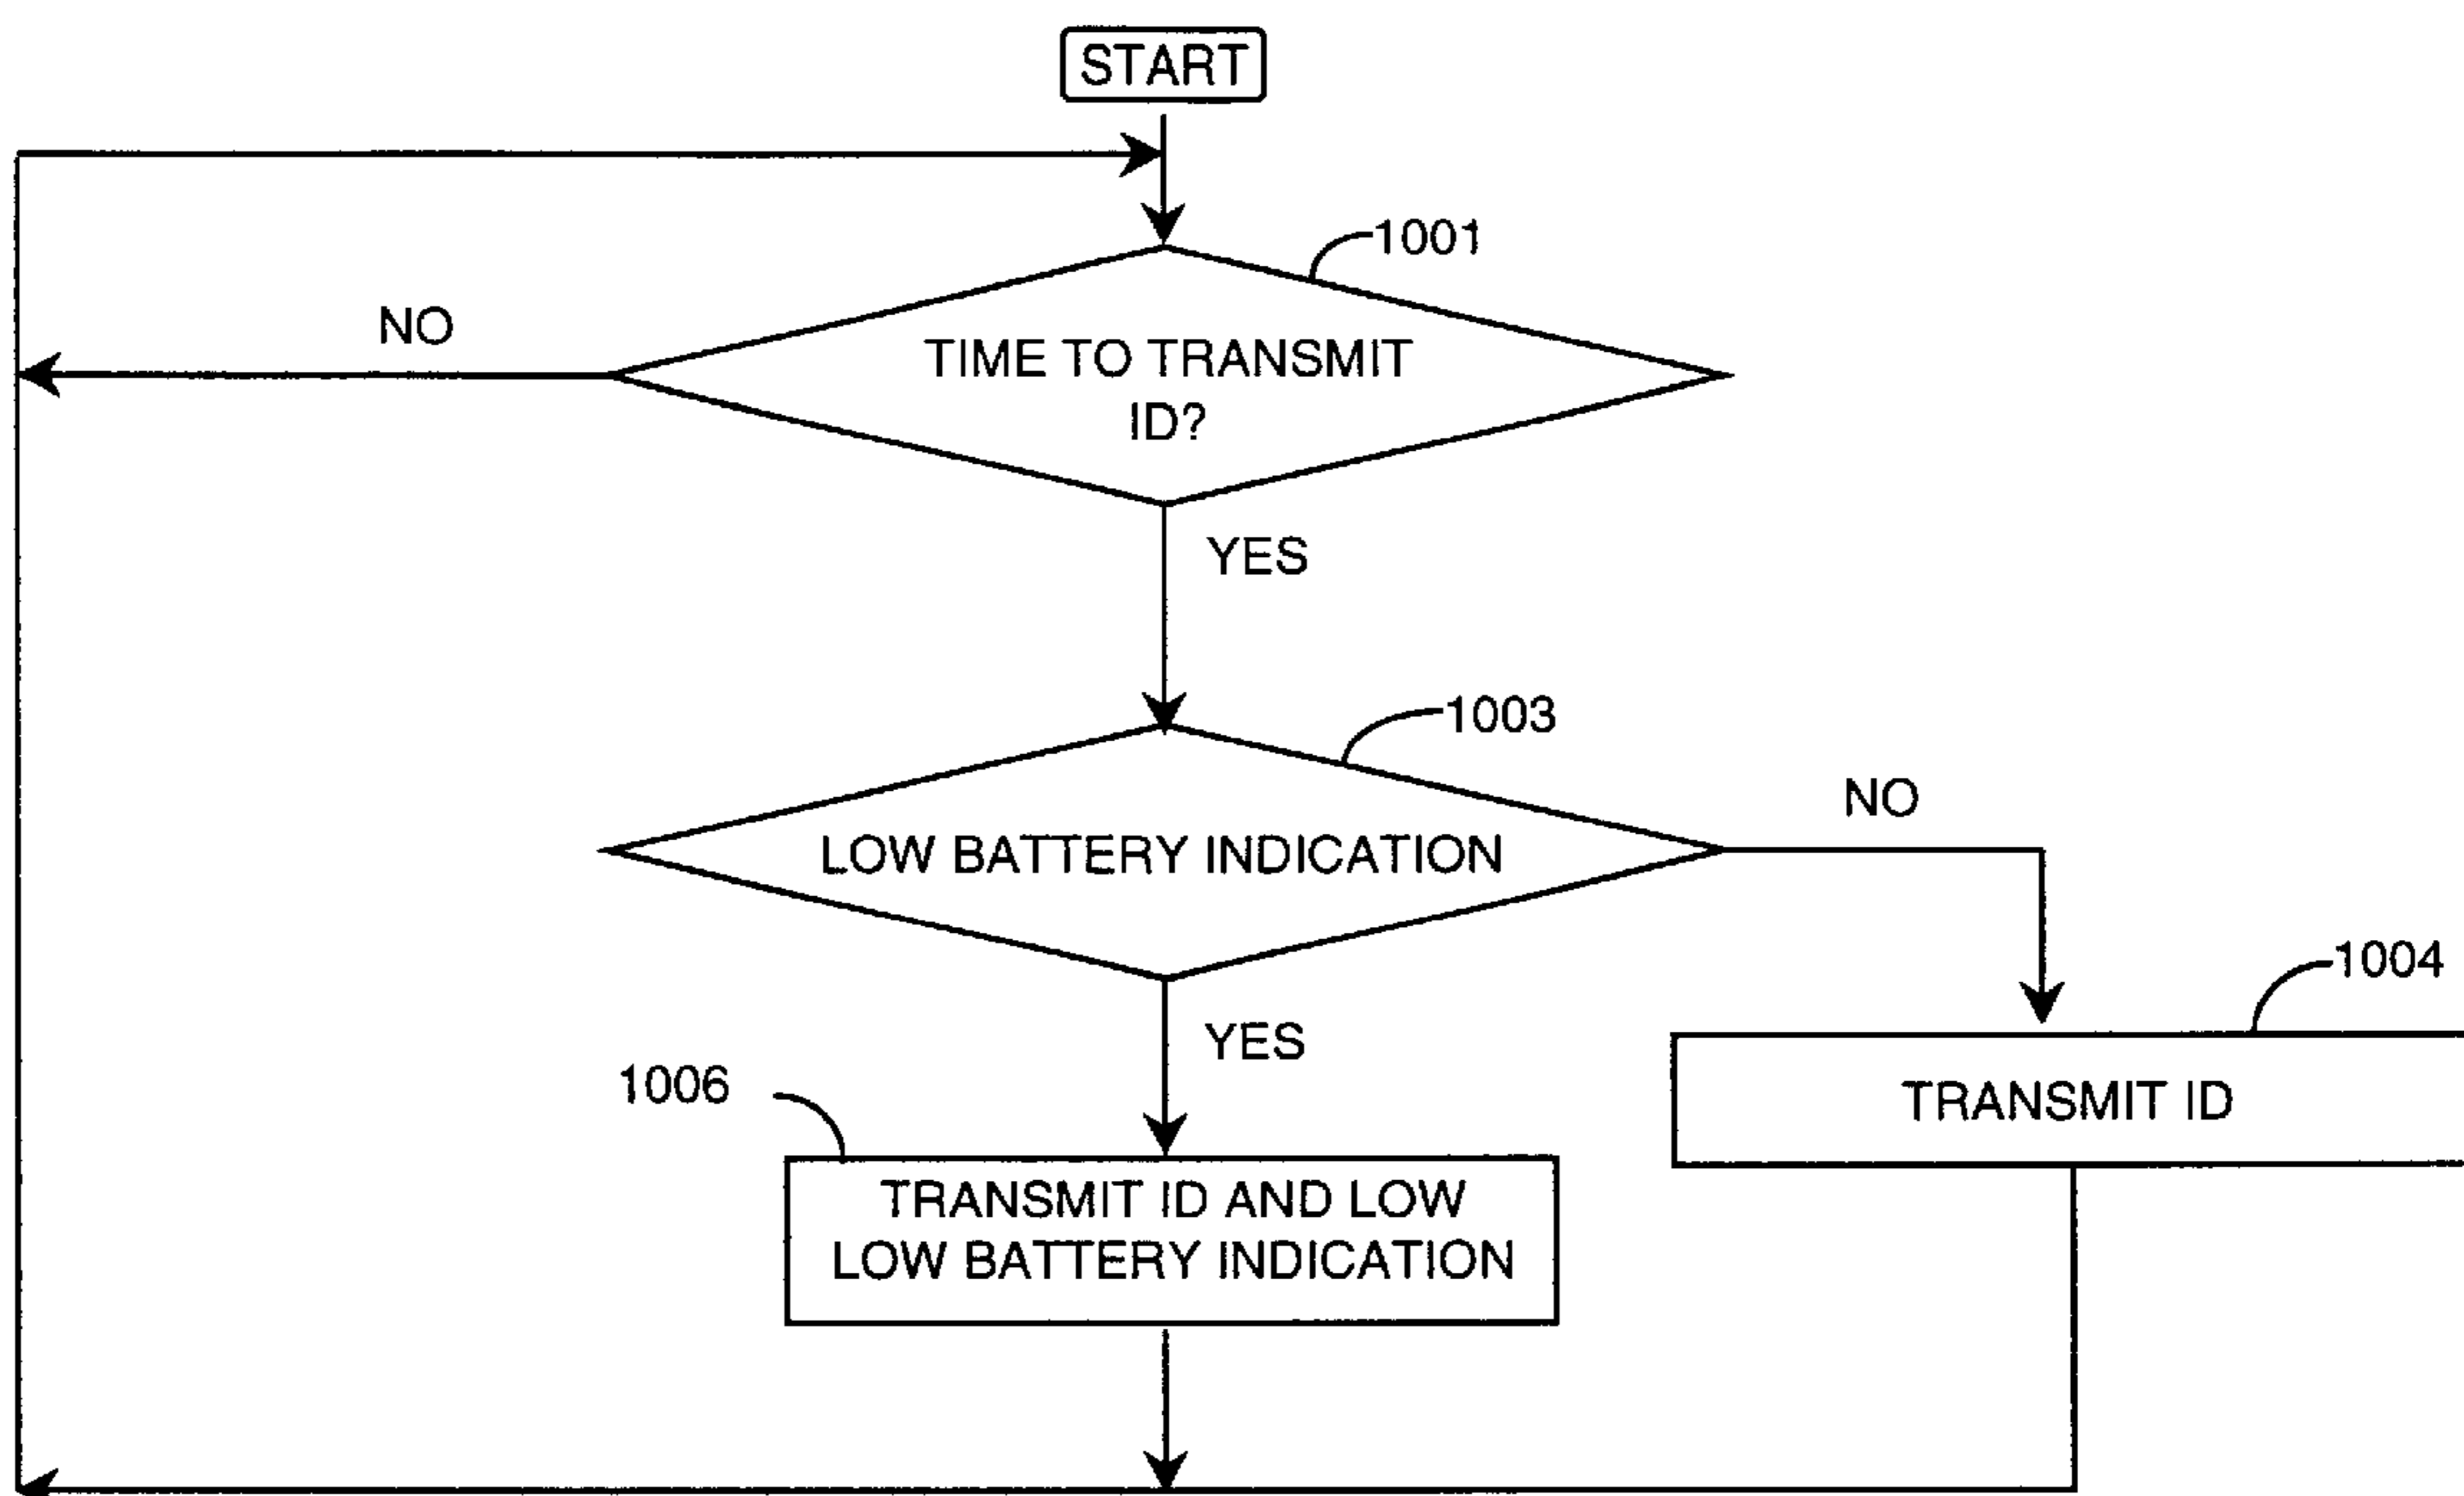 START
1001
NO
TIME TO TRANSMIT
ID?
YES
1003
NO
LOW BATTERY INDICATION
1004
YES
1006
TRANSMIT ID
TRANSMIT ID AND LOW
LOW BATTERY INDICATION